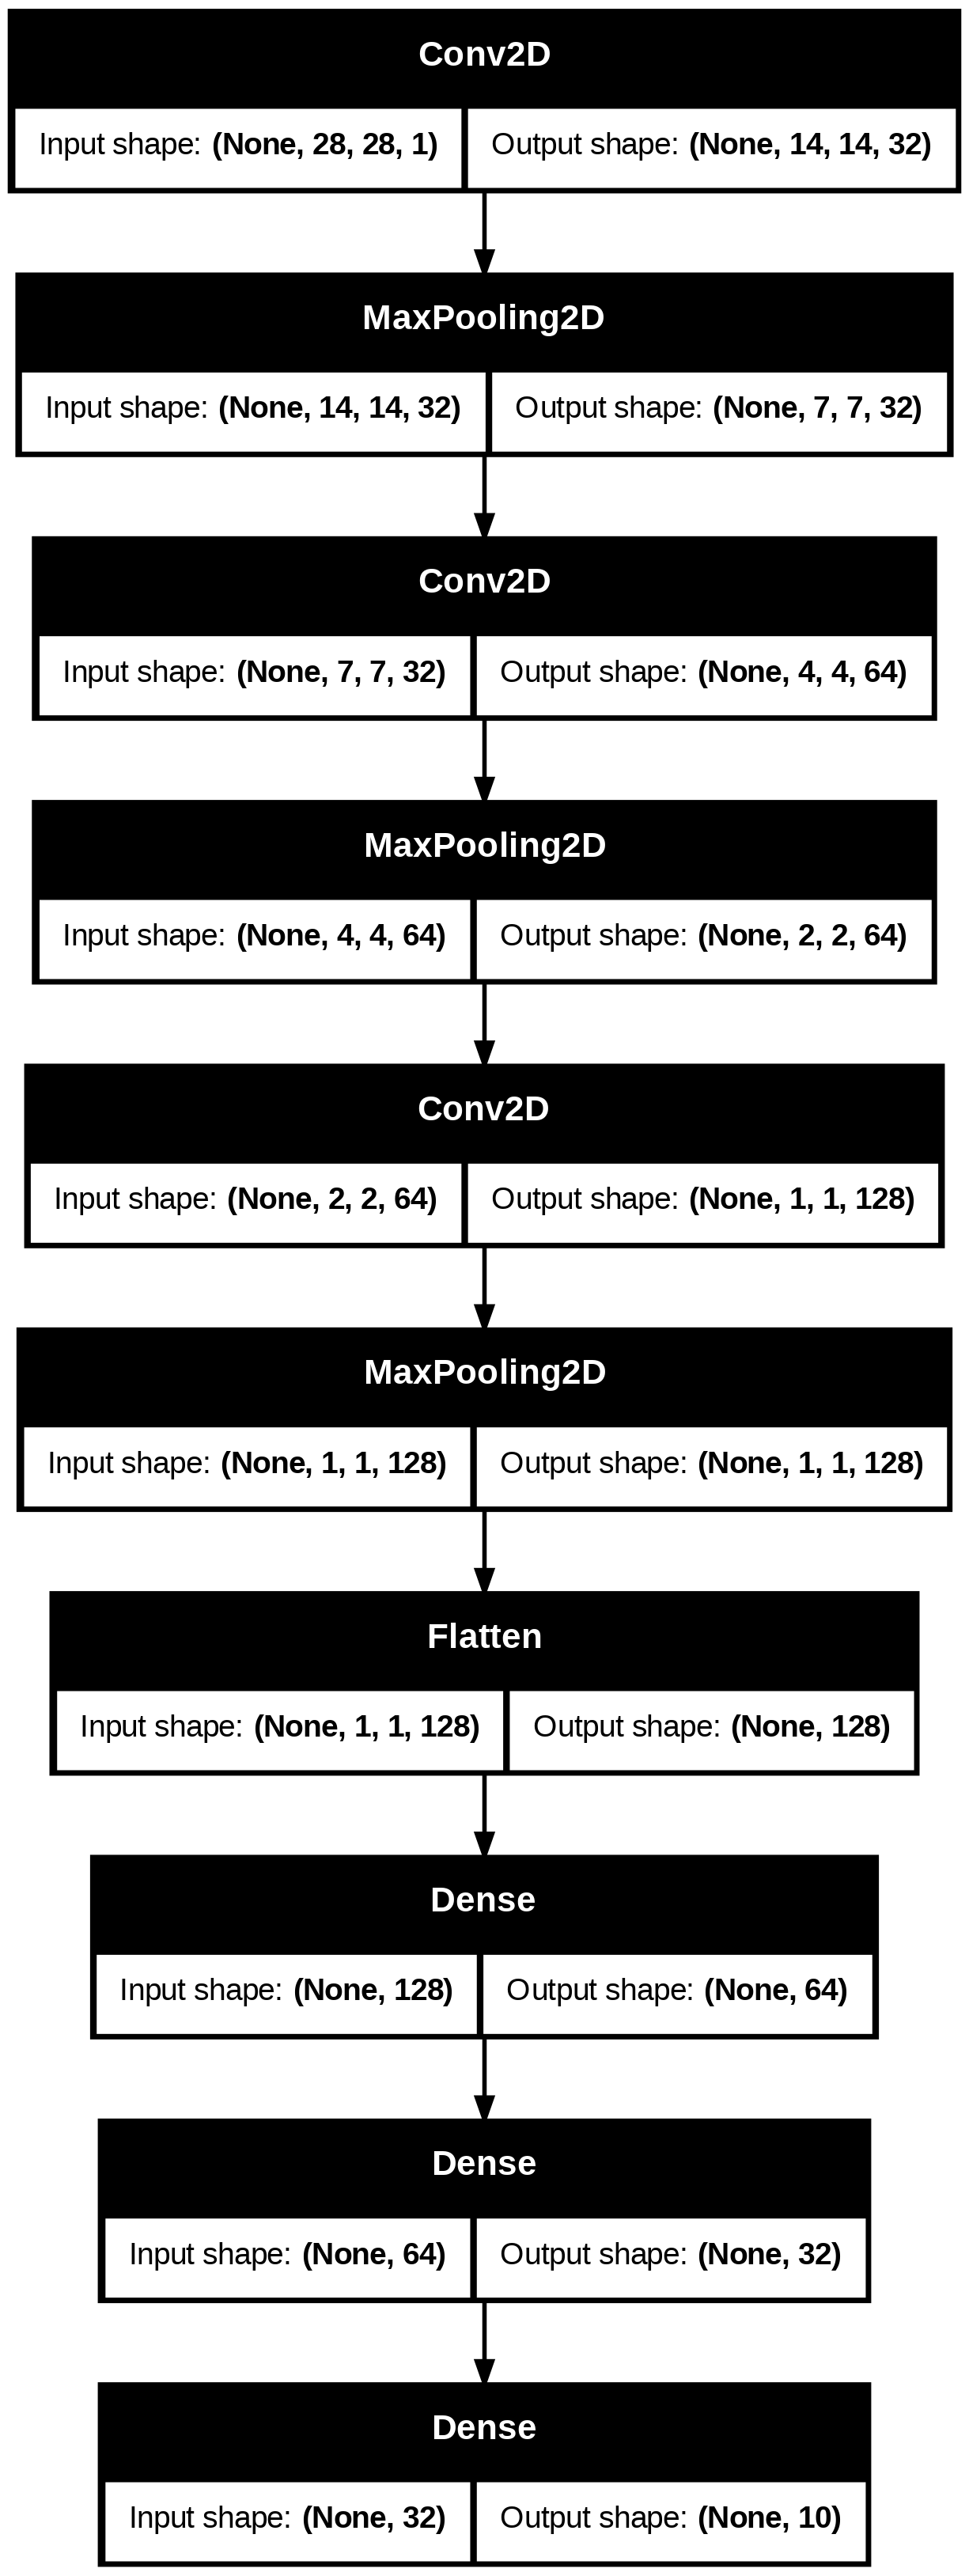 Conv2D
Input shape: (None, 28, 28, 1) Output shape: (None, 14, 14, 32)
MaxPooling2D
Input shape: (None, 14, 14, 32) Output shape: (None, 7, 7, 32)
Conv2D
Input shape: (None, 7, 7, 32) Output shape: (None, 4, 4, 64)
MaxPooling2D
Input shape: (None, 4, 4, 64) Output shape: (None, 2, 2, 64)
Conv2D
Input shape: (None, 2, 2, 64) Output shape: (None, 1, 1, 128)
MaxPooling2D
Input shape: (None, 1, 1, 128) Output shape: (None, 1, 1, 128)
Flatten
Input shape: (None, 1, 1, 128) Output shape: (None, 128)
Dense
Input shape: (None, 128) Output shape: (None, 64)
Dense
Input shape: (None, 64) Output shape: (None, 32)
Dense
Input shape: (None, 32) Output shape: (None, 10)